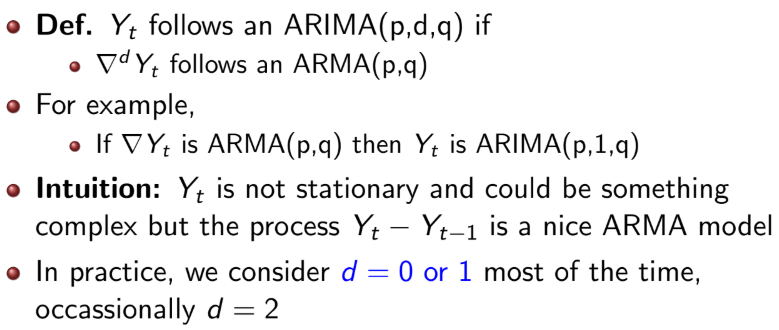 • Def. Y_t follows an ARIMA(p,d,q) if
• ∇^d Y_t follows an ARMA(p,q)
• For example,
• If ∇Y_t is ARMA(p,q) then Y_t is ARIMA(p,1,q)
• Intuition: Y_t is not stationary and could be something
complex but the process Y_t − Y_{t−1} is a nice ARMA model
• In practice, we consider d = 0 or 1 most of the time,
occassionally d = 2